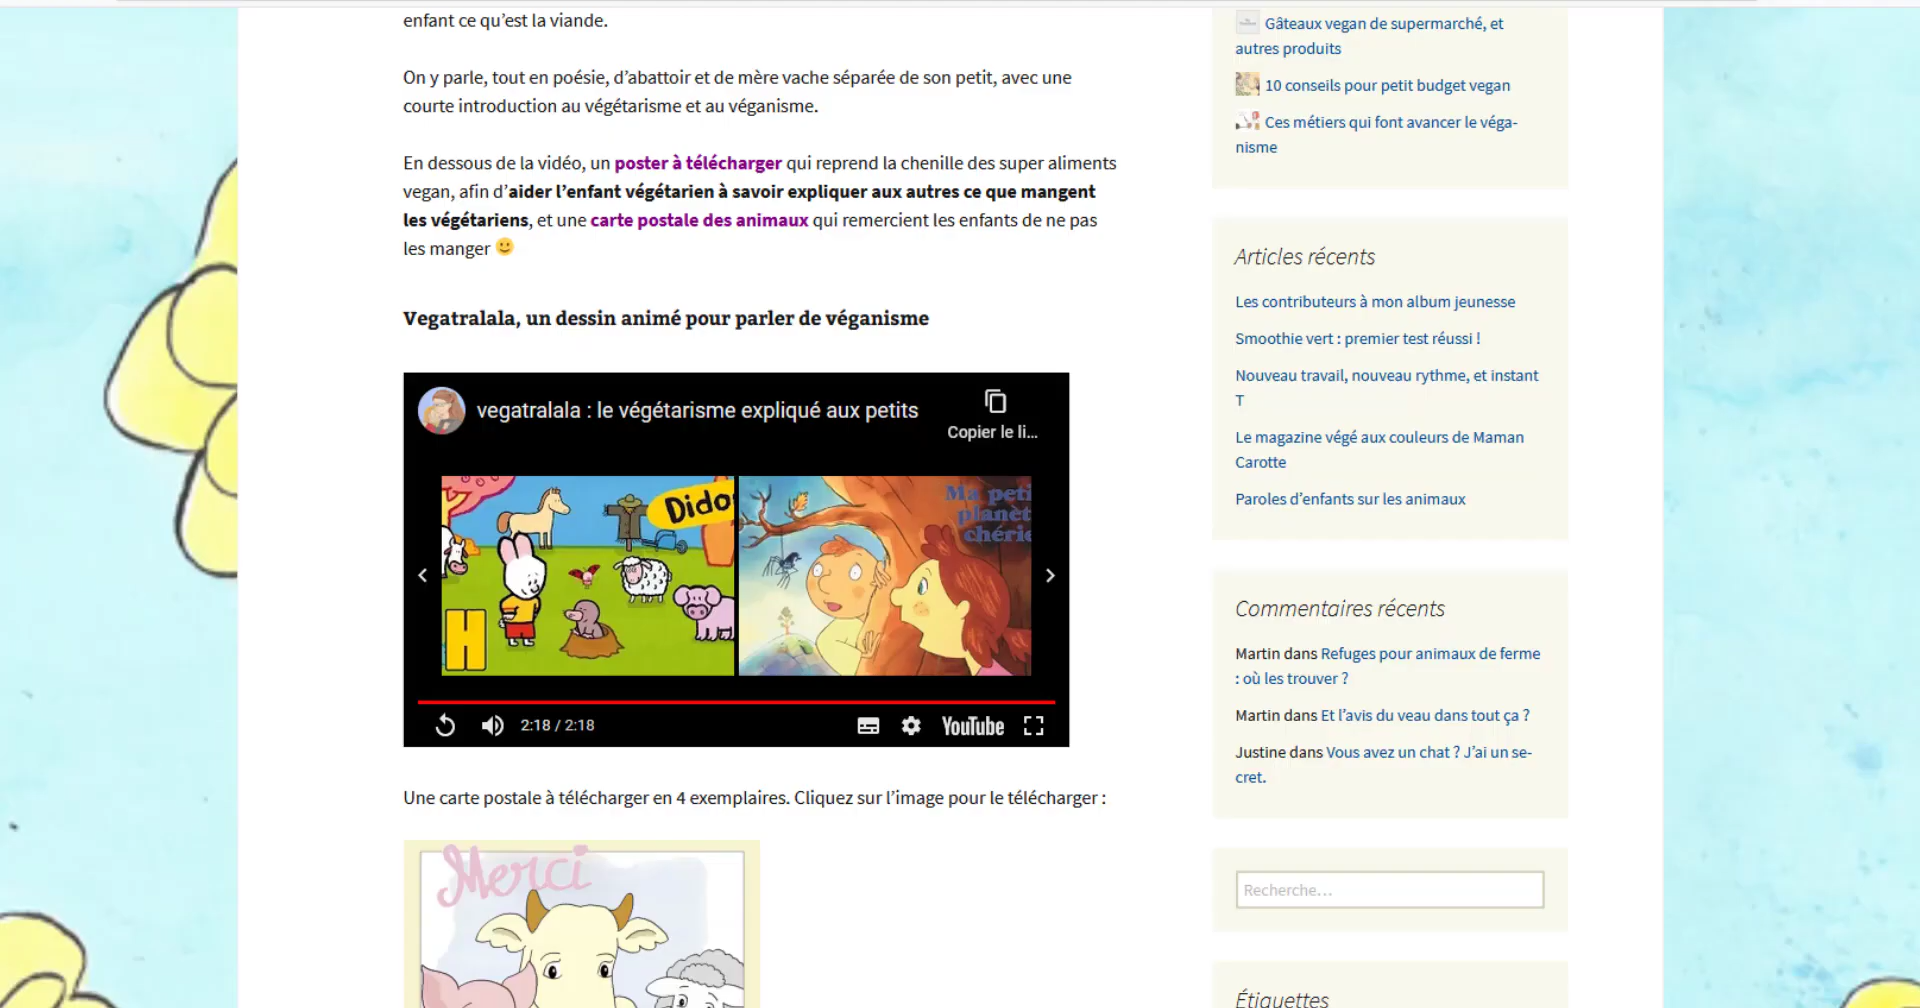 enfant ce qu’est la viande.
On y parle, tout en poésie, d’abattoir et de mère vache séparée de son petit, avec une
courte introduction au végétarisme et au véganisme.
En dessous de la vidéo, un poster à télécharger qui reprend la chenille des super aliments
vegan, afin d’aider l’enfant végétarien à savoir expliquer aux autres ce que mangent
les végétariens, et une carte postale des animaux qui remercient les enfants de ne pas
les manger
Vegatralala, un dessin animé pour parler de véganisme
vegatralala : le végétarisme expliqué aux petits
Copier le li...
Dido
H
Ma peti
planèt
chérie
2:18 / 2:18
YouTube
Une carte postale à télécharger en 4 exemplaires. Cliquez sur l’image pour le télécharger :
Merci
Gâteaux vegan de supermarché, et
autres produits
10 conseils pour petit budget vegan
Ces métiers qui font avancer le véga-
nisme
Articles récents
Les contributeurs à mon album jeunesse
Smoothie vert : premier test réussi !
Nouveau travail, nouveau rythme, et instant
T
Le magazine végé aux couleurs de Maman
Carotte
Paroles d’enfants sur les animaux
Commentaires récents
Martin dans Refuges pour animaux de ferme
: où les trouver ?
Martin dans Et l’avis du veau dans tout ça ?
Justine dans Vous avez un chat ? J’ai un se-
cret.
Recherche…
Étiquettes